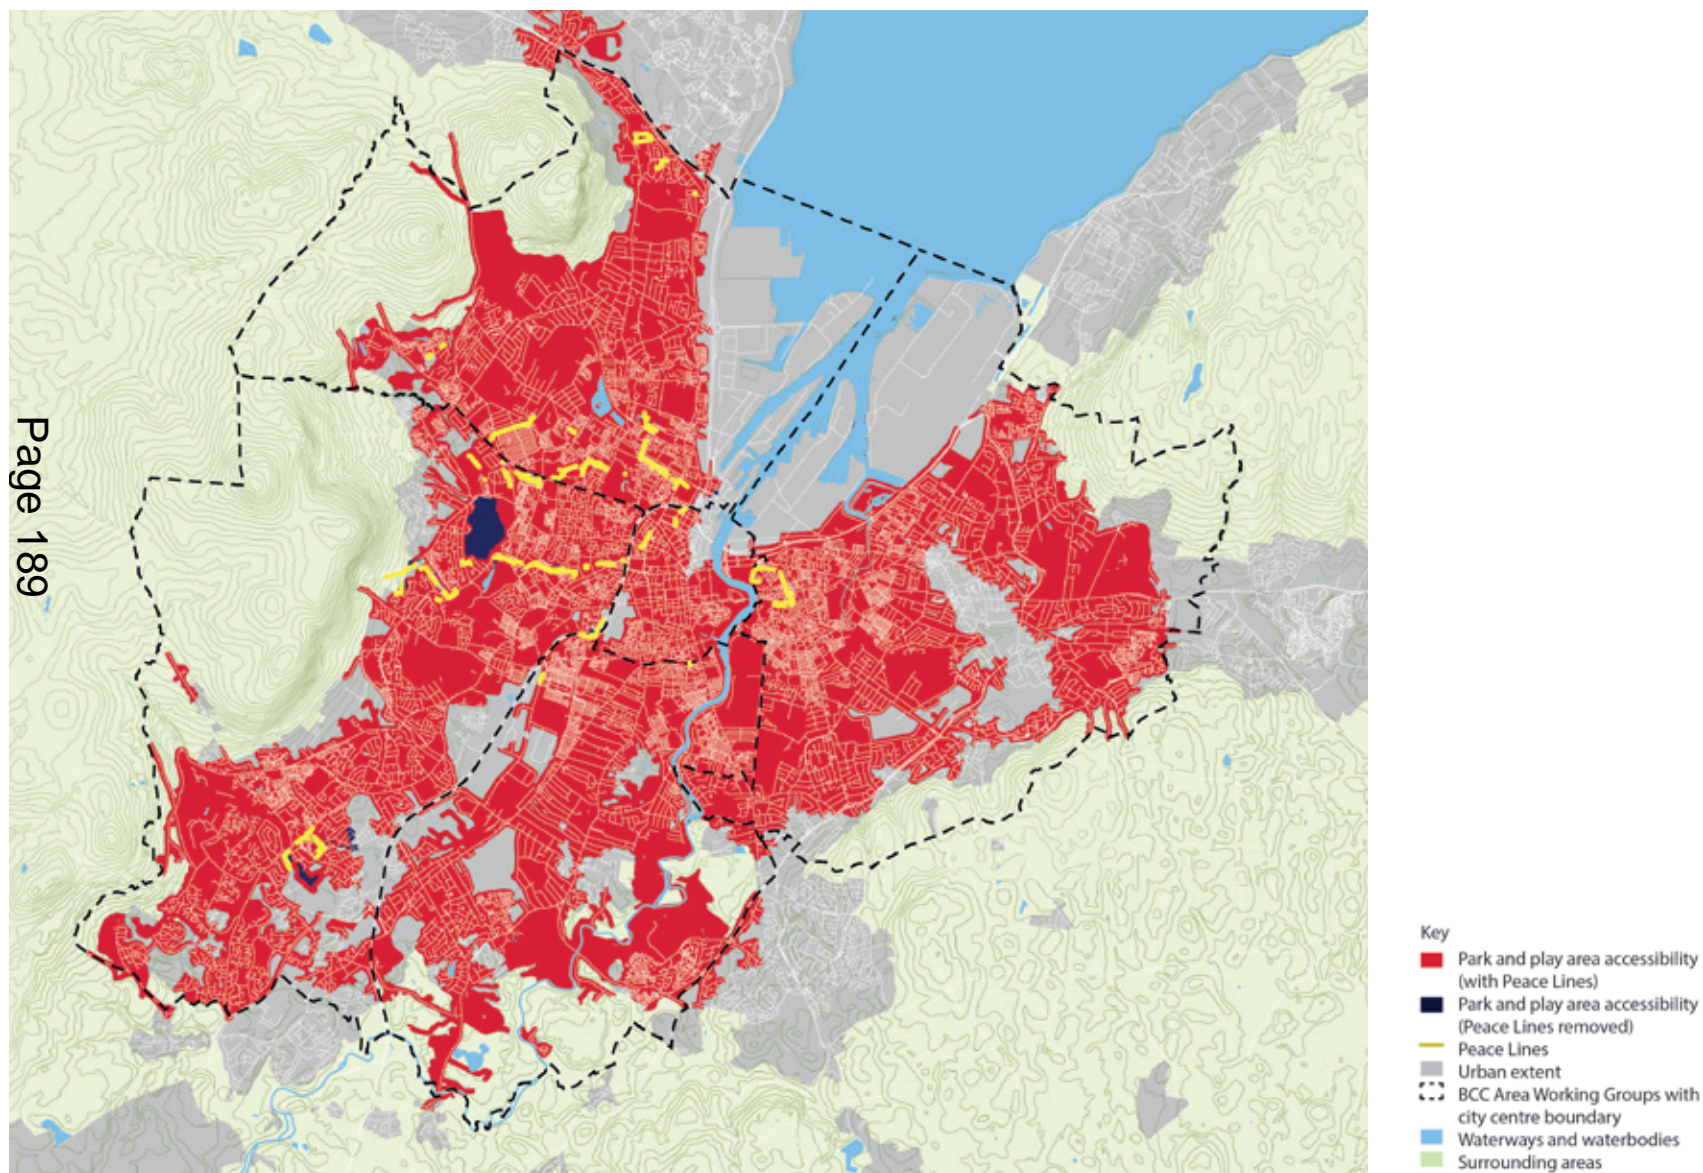 Page 189
Key
Park and play area accessibility
(with Peace Lines)
Park and play area accessibility
(Peace Lines removed)
Peace Lines
Urban extent
BCC Area Working Groups with
city centre boundary
Waterways and waterbodies
Surrounding areas